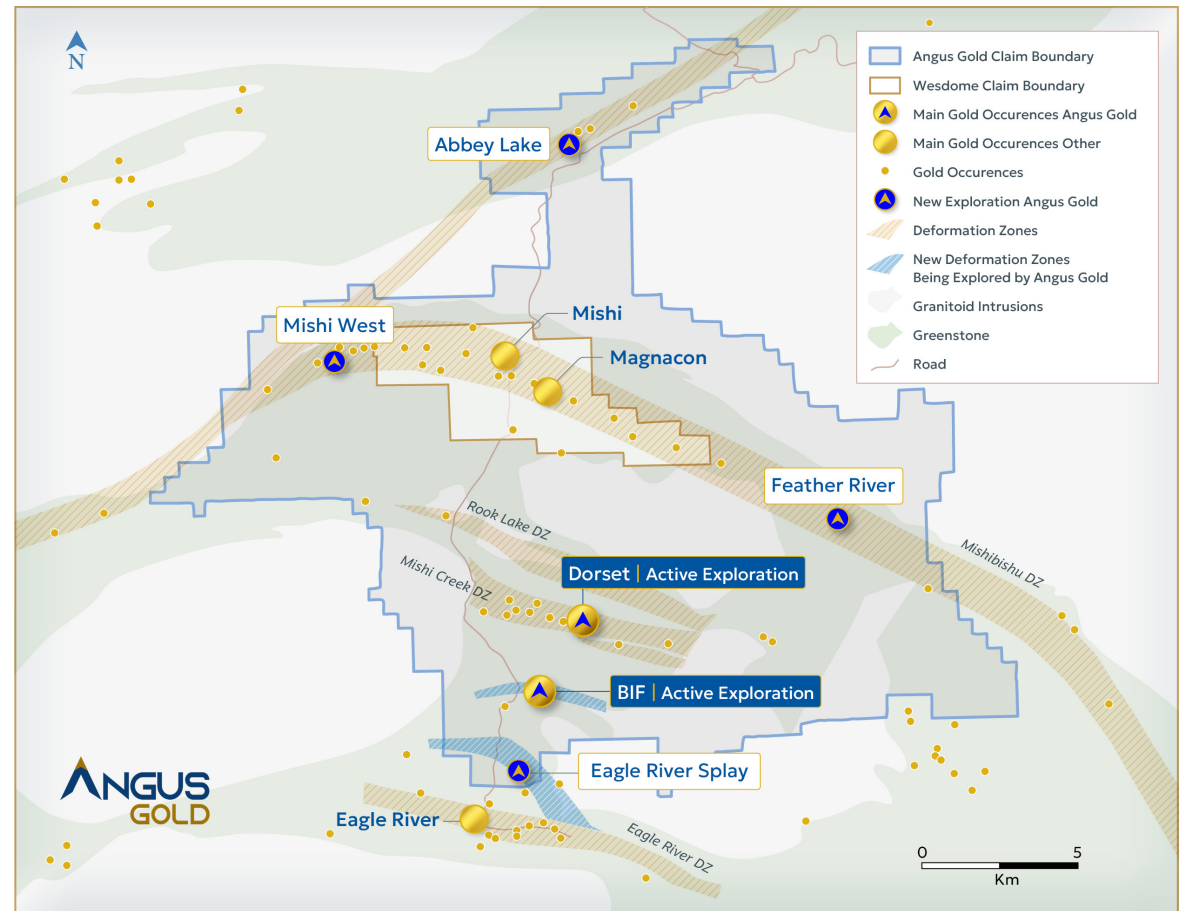 N
Angus Gold Claim Boundary
Wesdome Claim Boundary
Main Gold Occurences Angus Gold
Main Gold Occurences Other
Gold Occurences
New Exploration Angus Gold
Deformation Zones
New Deformation Zones
Being Explored by Angus Gold
Granitoid Intrusions
Greenstone
Road
Abbey Lake
Mishi West
Mishi
Magnacon
Feather River
Rook Lake DZ
Mishibishu DZ
Mishi Creek DZ
Dorset | Active Exploration
BIF | Active Exploration
Eagle River Splay
Eagle River
Eagle River DZ
ANGUS
GOLD
0 5
Km